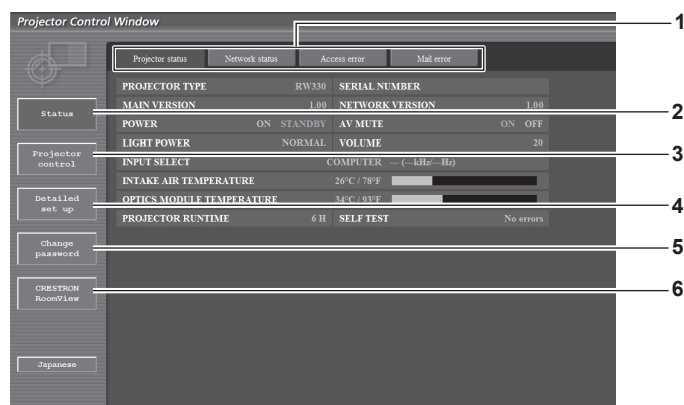 Projector Control Window
1
Projector status Network status Access error Mail error
PROJECTOR TYPE RW330 SERIAL NUMBER
MAIN VERSION 1.00 NETWORK VERSION 1.00
Status
2
POWER ON STANDBY AV MUTE ON OFF
LIGHT POWER NORMAL VOLUME 20
Projector
control
3
INPUT SELECT COMPUTER --- (---kHz/---Hz)
INTAKE AIR TEMPERATURE 26°C / 78°F
Detailed
set up
4
OPTICS MODULE TEMPERATURE 34°C / 93°F
PROJECTOR RUNTIME 6 H SELF TEST No errors
Change
password
5
CRESTRON
RoomView
6
Japanese